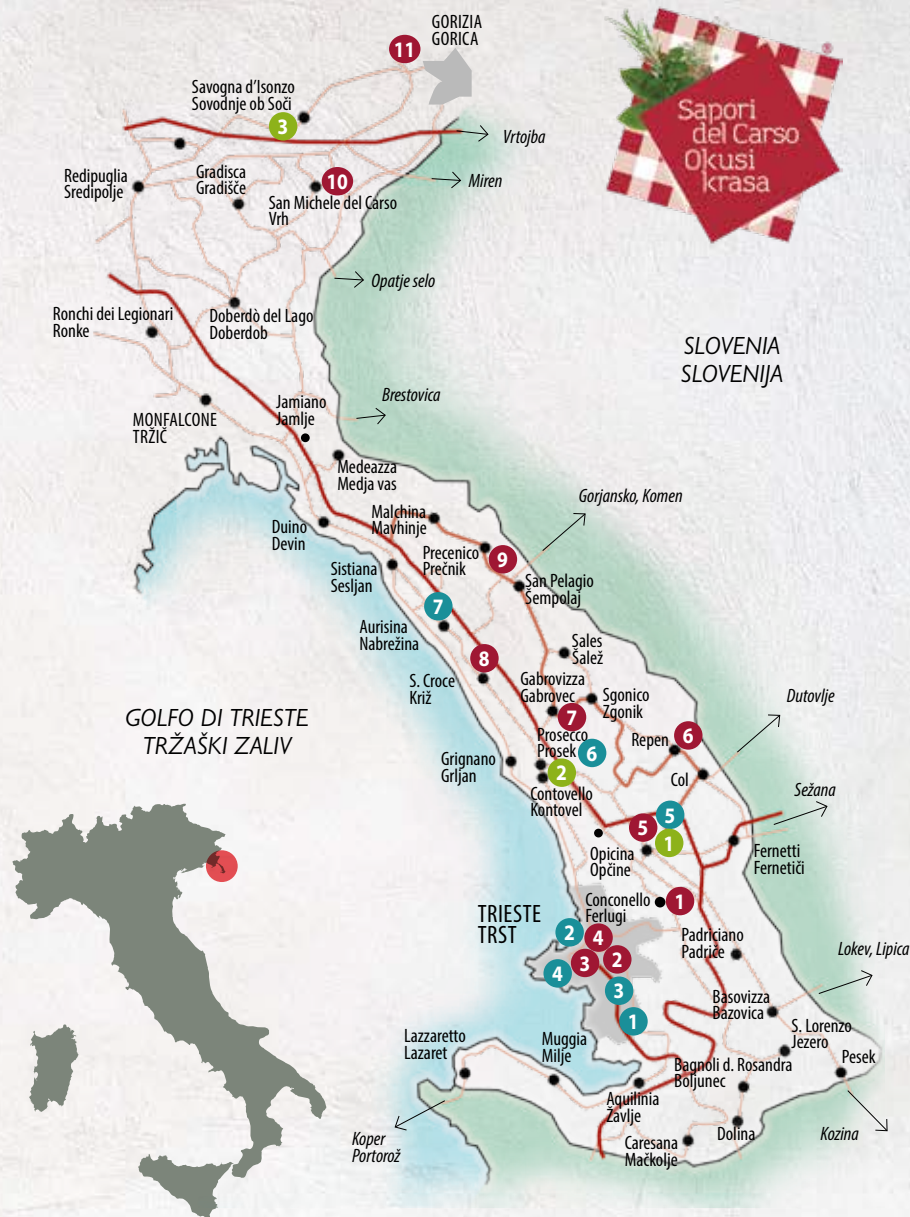 GORIZIA
GORICA
11
®
Sapori
del Carso
Okusi
krasa
Savogna d'Isonzo
Sovodnje ob Soči
3
Vrtojba
Redipuglia
Sredipolje
Gradisca
Gradišče
10
San Michele del Carso
Vrh
Miren
Opatje selo
Ronchi dei Legionari
Ronke
Doberdò del Lago
Doberdob
SLOVENIA
SLOVENIJA
MONFALCONE
TRŽIČ
Jamiano
Jamlje
Brestovica
Medeazza
Medja vas
Gorjansko, Komen
Malchina
Mavhinje
Duino
Devin
Precenico
Prečnik
9
Sistiana
Sesljan
San Pelagio
Šempolaj
7
Aurisina
Nabrežina
Sales
Salež
8
S. Croce
Križ
Gabrovizza
Gabrovec
7
Sgonico
Zgonik
Dutovlje
GOLFO DI TRIESTE
TRŽAŠKI ZALIV
Prosecco
Prosek
6
Repen
6
Grignano
Grljan
2
Contovello
Kontovel
Col
Sežana
5
5
1
Opicina
Opčine
Fernetti
Fernetiči
Conconello
Ferlugi
1
TRIESTE
TRST
2
4
3
2
4
3
1
Padriciano
Padriče
Lokev, Lipica
Basovizza
Bazovica
S. Lorenzo
Jezero
Pesek
Lazzaretto
Lazaret
Muggia
Milje
Bagnoli d. Rosandra
Boljunec
Aquilinia
Žavlje
Dolina
Caresana
Mačkolje
Koper
Portorož
Kozina